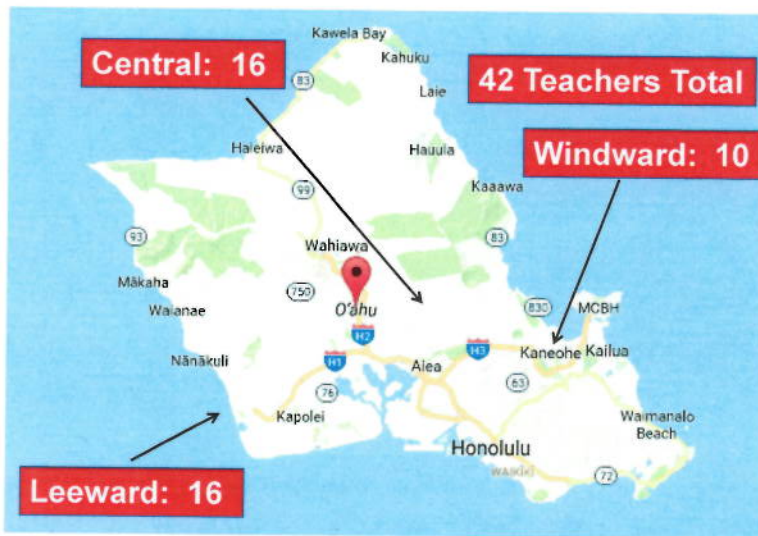 Kawela Bay
Central: 16
Kahuku
83
42 Teachers Total
Laie
Haleiwa
Hauula
Windward: 10
99
Kaaawa
93
Wahiawa
83
Mākaha
750
O'ahu
830
MCBH
Waianae
H2
H3
Kaneohe
Kailua
Nānākuli
H1
Aiea
63
76
Kapolei
Waimanalo
Beach
Honolulu
WAIKĪKĪ
72
Leeward: 16